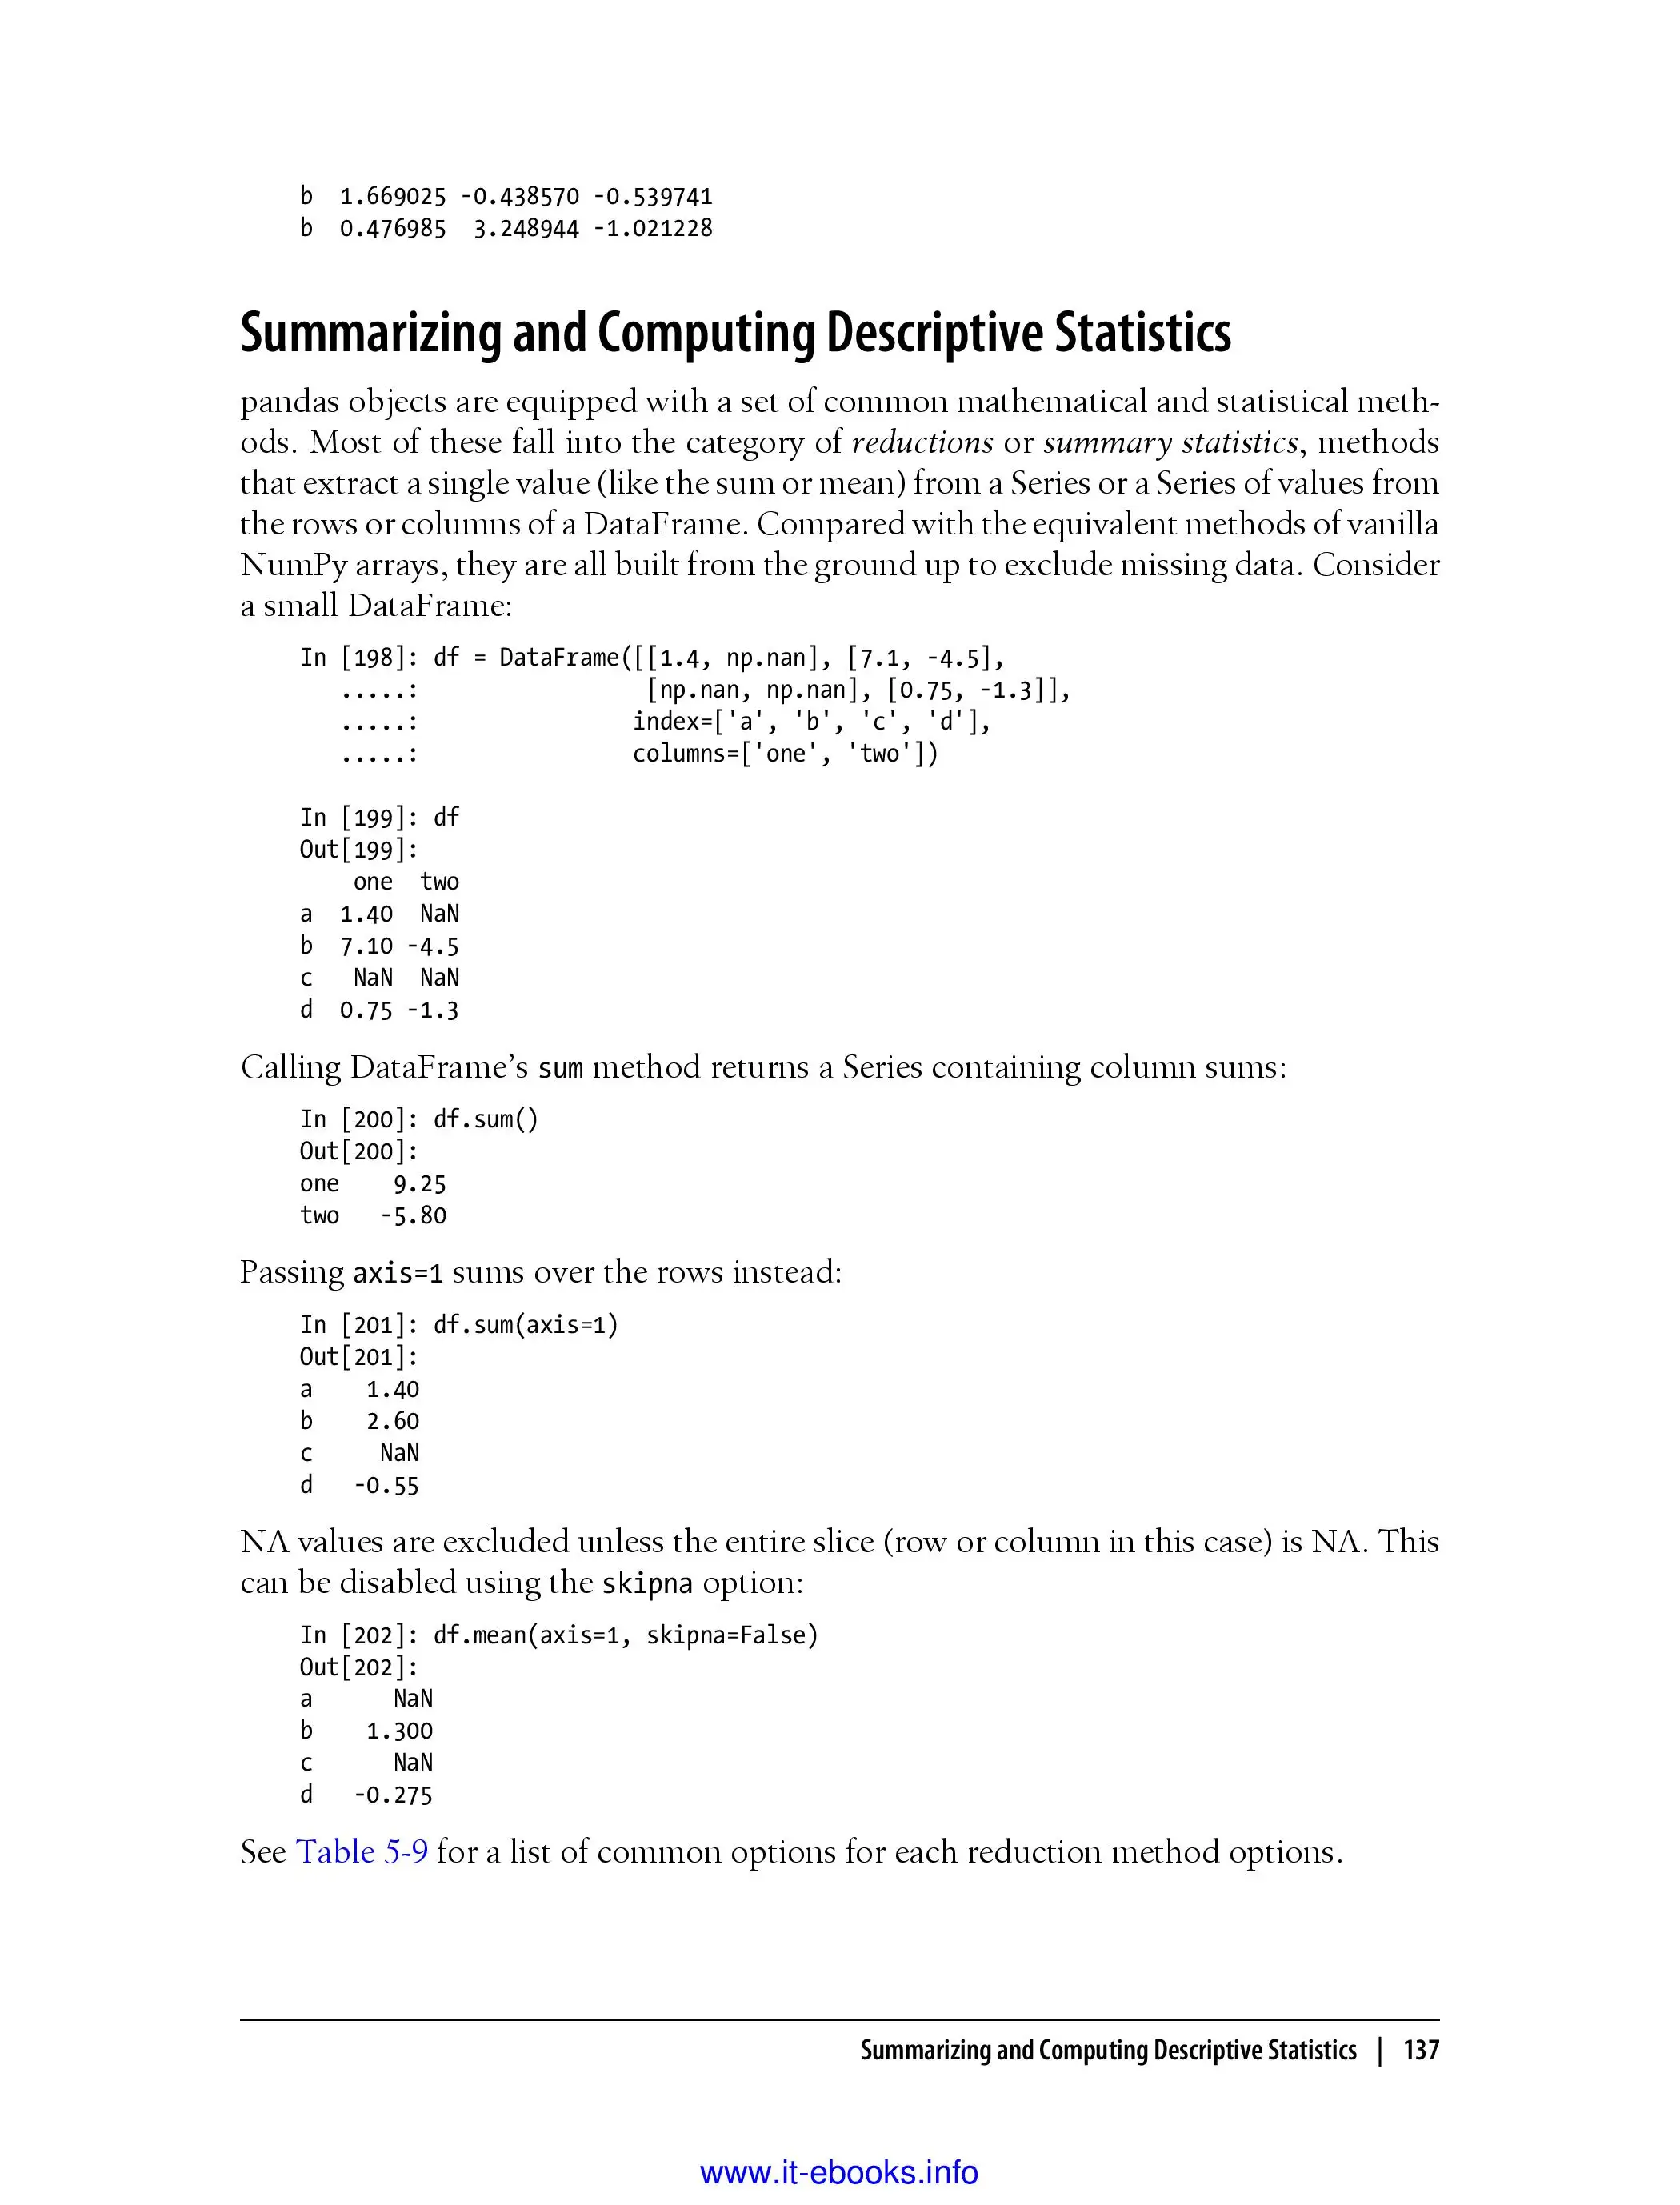 b  1.669025 -0.438570 -0.539741
b  0.476985  3.248944 -1.021228
Summarizing and Computing Descriptive Statistics
pandas objects are equipped with a set of common mathematical and statistical meth-
ods. Most of these fall into the category of reductions or summary statistics, methods
that extract a single value (like the sum or mean) from a Series or a Series of values from
the rows or columns of a DataFrame. Compared with the equivalent methods of vanilla
NumPy arrays, they are all built from the ground up to exclude missing data. Consider
a small DataFrame:
In [198]: df = DataFrame([[1.4, np.nan], [7.1, -4.5],
   .....:                 [np.nan, np.nan], [0.75, -1.3]],
   .....:                index=['a', 'b', 'c', 'd'],
   .....:                columns=['one', 'two'])
In [199]: df
Out[199]:
    one  two
a  1.40  NaN
b  7.10 -4.5
c   NaN  NaN
d  0.75 -1.3
Calling DataFrame’s sum method returns a Series containing column sums:
In [200]: df.sum()
Out[200]:
one    9.25
two   -5.80
Passing axis=1 sums over the rows instead:
In [201]: df.sum(axis=1)
Out[201]:
a    1.40
b    2.60
c     NaN
d   -0.55
NA values are excluded unless the entire slice (row or column in this case) is NA. This
can be disabled using the skipna option:
In [202]: df.mean(axis=1, skipna=False)
Out[202]:
a      NaN
b    1.300
c      NaN
d   -0.275
See Table 5-9 for a list of common options for each reduction method options.
Summarizing and Computing Descriptive Statistics | 137
www.it-ebooks.info